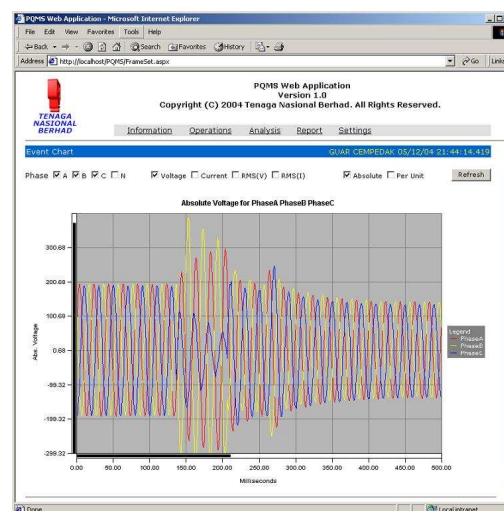 PQMS Web Application - Microsoft Internet Explorer
File Edit View Favorites Tools Help
Back Search Favorites History
Address http://localhost/PQMS/FrameSet.aspx Go Links
PQMS Web Application
Version 1.0
Copyright (C) 2004 Tenaga Nasional Berhad. All Rights Reserved.
TENAGA
NASIONAL
BERHAD
Information Operations Analysis Report Settings
Event Chart GUAR CEMPEDAK 05/12/04 21:44:14.419
Phase A B C N Voltage Current RMS(V) RMS(I) Absolute Per Unit Refresh
Absolute Voltage for PhaseA PhaseB PhaseC
Abs. Voltage
300.68
200.68
100.68
0.68
-99.32
-199.32
-299.32
0.00 50.00 100.00 150.00 200.00 250.00 300.00 350.00 400.00 450.00 500.00
Milliseconds
Legend
PhaseA
PhaseB
PhaseC
Done Local intranet